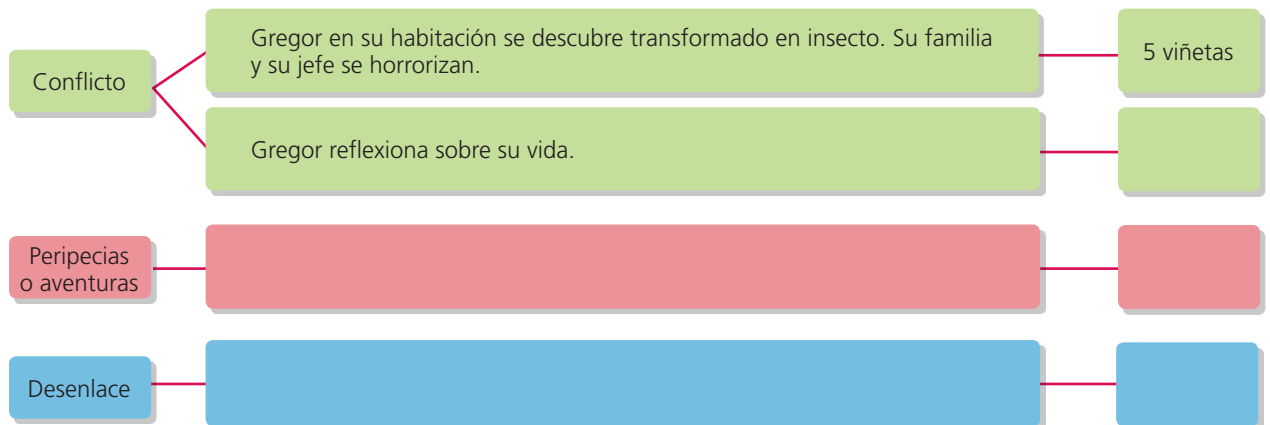 Conflicto
Gregor en su habitación se descubre transformado en insecto. Su familia
y su jefe se horrorizan.
5 viñetas
Gregor reflexiona sobre su vida.
Peripecias
o aventuras
Desenlace